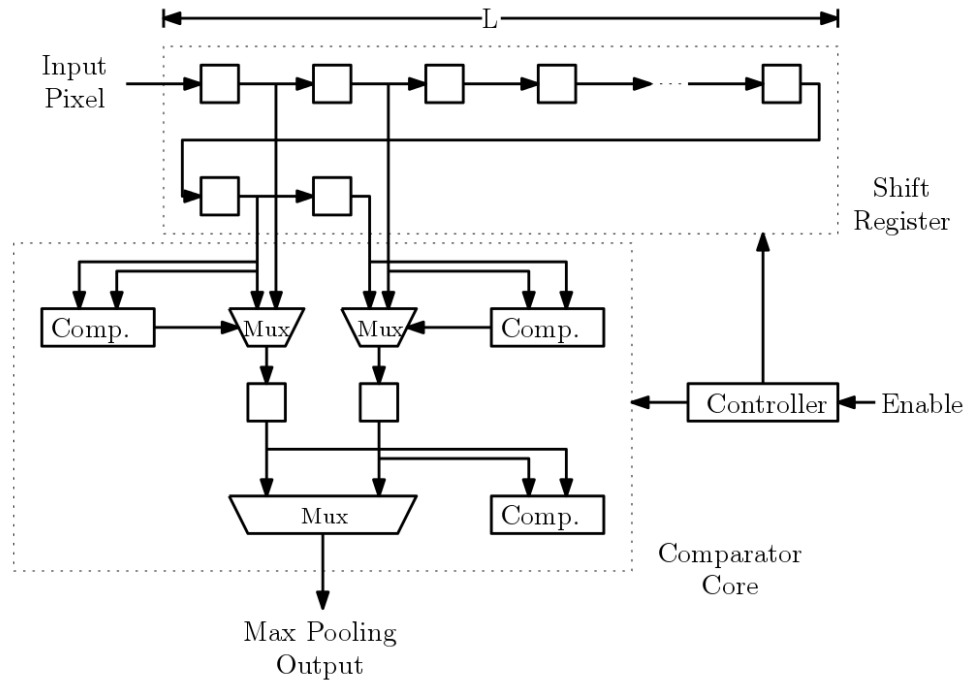 L
Input
Pixel
Shift
Register
Comp.
Mux
Mux
Comp.
Controller
Enable
Mux
Comp.
Comparator
Core
Max Pooling
Output